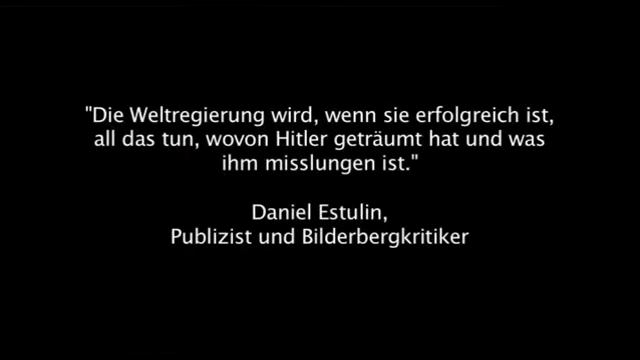 "Die Weltregierung wird, wenn sie erfolgreich ist,
all das tun, wovon Hitler geträumt hat und was
ihm misslungen ist."
Daniel Estulin,
Publizist und Bilderbergkritiker